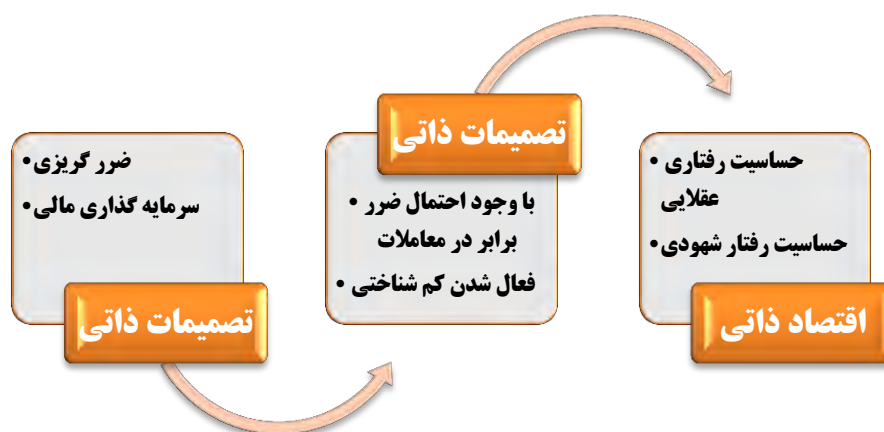 ضرر گریزی •
سرمایه گذاری مالی •
تصمیمات ذاتی
تصمیمات ذاتی
با وجود احتمال ضرر •
برابر در معاملات
فعال شدن کم شناختی •
حساسیت رفتاری •
عقلایی
حساسیت رفتار شهودی •
اقتصاد ذاتی